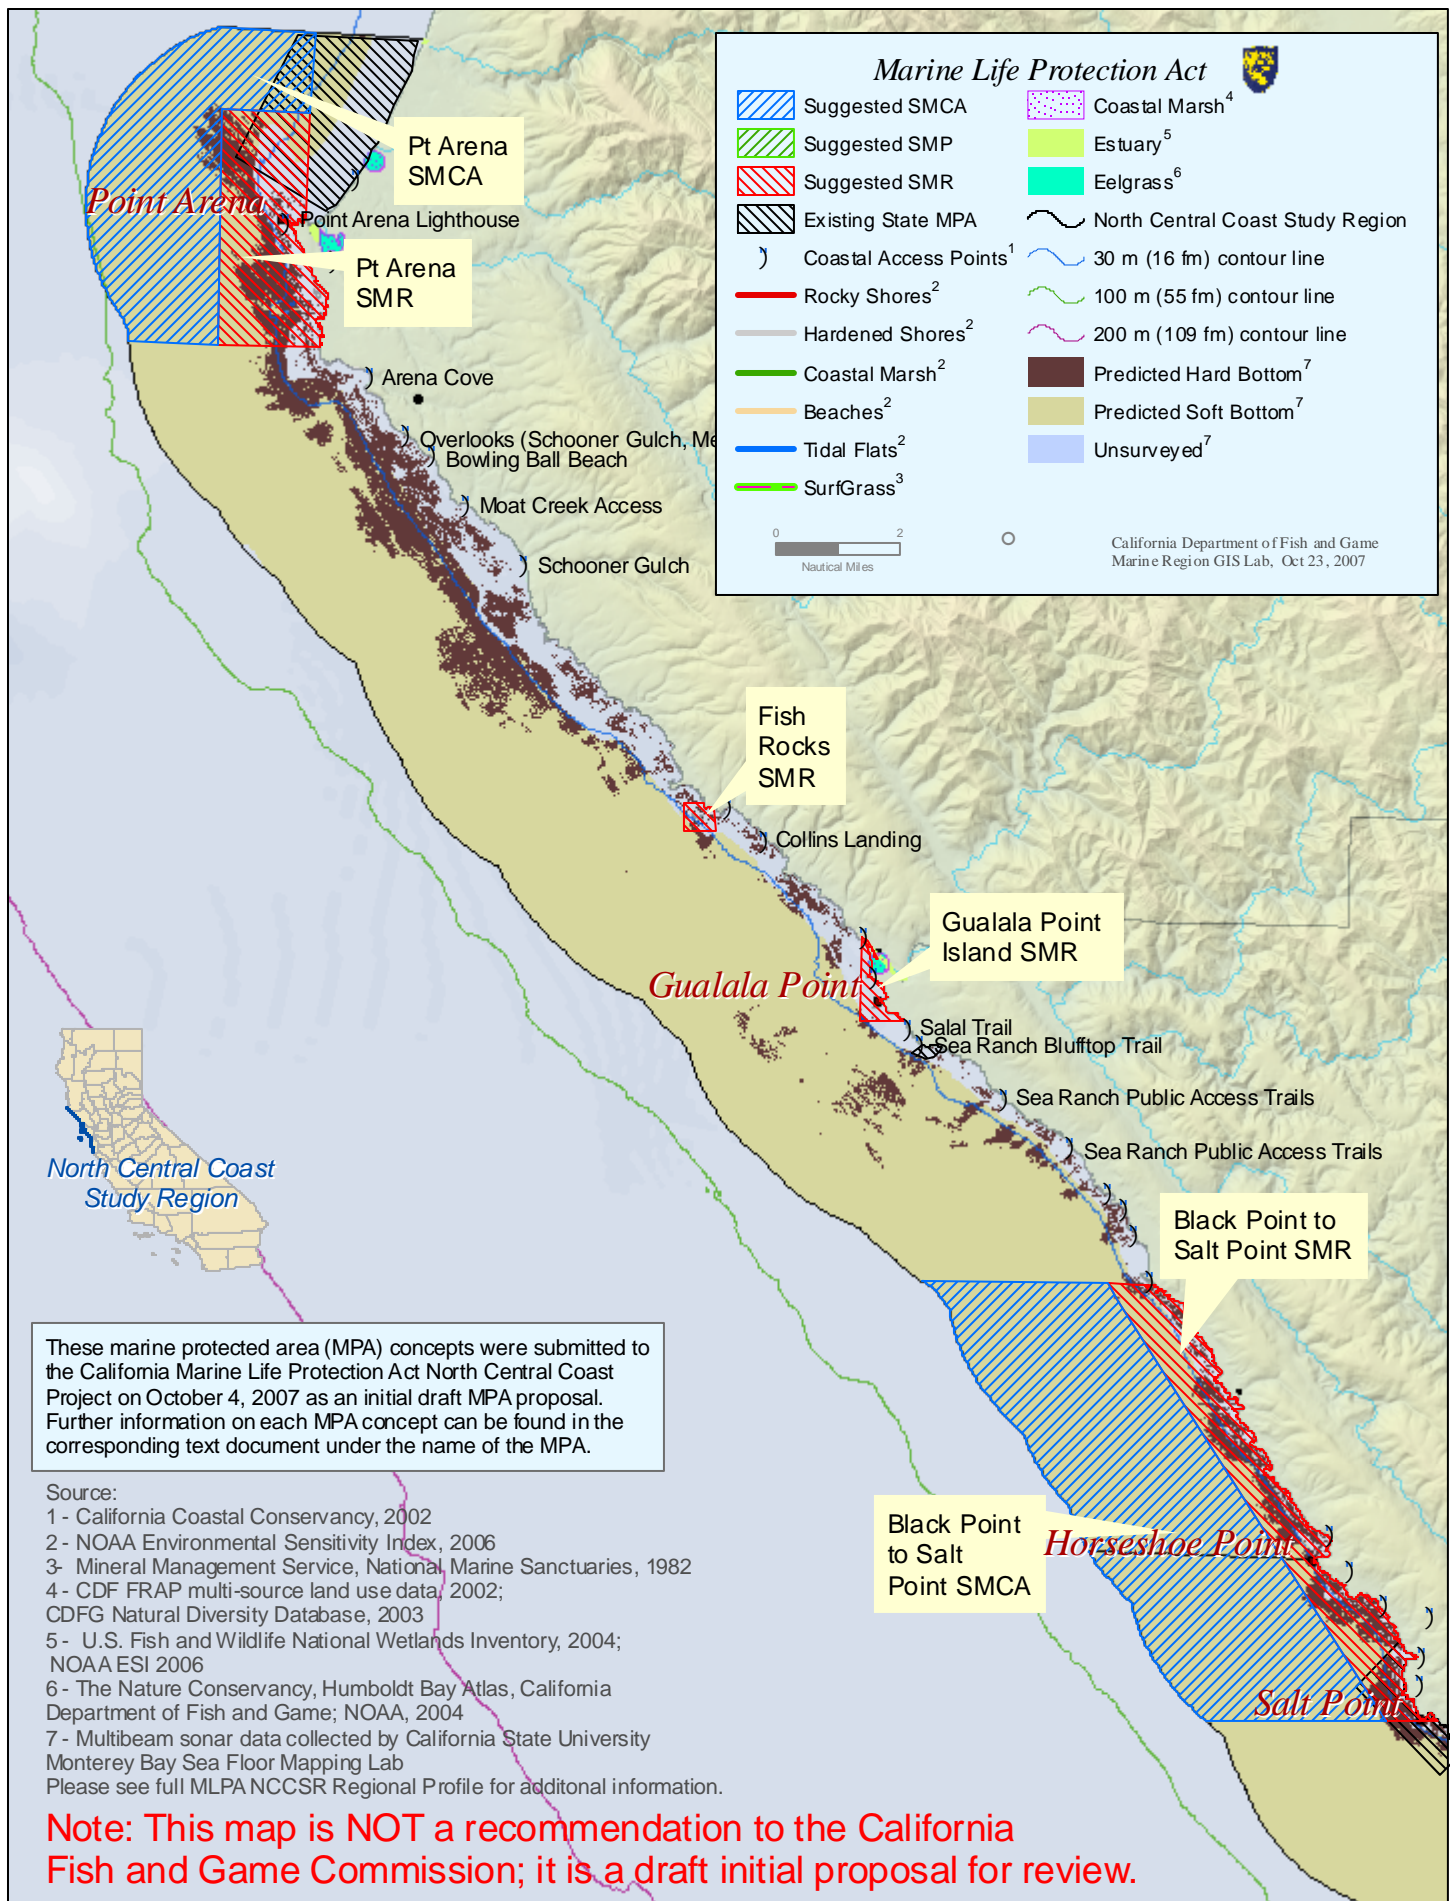 Marine Life Protection Act
Suggested SMCA
Suggested SMP
Suggested SMR
Existing State MPA
Coastal Access Points1
Rocky Shores2
Hardened Shores2
Coastal Marsh2
Beaches2
Tidal Flats2
SurfGrass3
Coastal Marsh4
Estuary5
Eelgrass6
North Central Coast Study Region
30 m (16 fm) contour line
100 m (55 fm) contour line
200 m (109 fm) contour line
Predicted Hard Bottom7
Predicted Soft Bottom7
Unsurveyed7
0 2
Nautical Miles
California Department of Fish and Game
Marine Region GIS Lab, Oct 23, 2007
Pt Arena
SMCA
Point Arena
Point Arena Lighthouse
Pt Arena
SMR
Arena Cove
Overlooks (Schooner Gulch, Me
Bowling Ball Beach
Moat Creek Access
Schooner Gulch
Fish
Rocks
SMR
Collins Landing
Gualala Point
Island SMR
Gualala Point
Salal Trail
Sea Ranch Blufftop Trail
Sea Ranch Public Access Trails
Sea Ranch Public Access Trails
North Central Coast
Study Region
Black Point to
Salt Point SMR
Black Point
to Salt
Point SMCA
Horseshoe Point
Salt Point
These marine protected area (MPA) concepts were submitted to
the California Marine Life Protection Act North Central Coast
Project on October 4, 2007 as an initial draft MPA proposal.
Further information on each MPA concept can be found in the
corresponding text document under the name of the MPA.
Source:
1 - California Coastal Conservancy, 2002
2 - NOAA Environmental Sensitivity Index, 2006
3- Mineral Management Service, National Marine Sanctuaries, 1982
4 - CDF FRAP multi-source land use data, 2002;
CDFG Natural Diversity Database, 2003
5 - U.S. Fish and Wildlife National Wetlands Inventory, 2004;
NOAA ESI 2006
6 - The Nature Conservancy, Humboldt Bay Atlas, California
Department of Fish and Game; NOAA, 2004
7 - Multibeam sonar data collected by California State University
Monterey Bay Sea Floor Mapping Lab
Please see full MLPA NCCSR Regional Profile for additonal information.
Note: This map is NOT a recommendation to the California
Fish and Game Commission; it is a draft initial proposal for review.